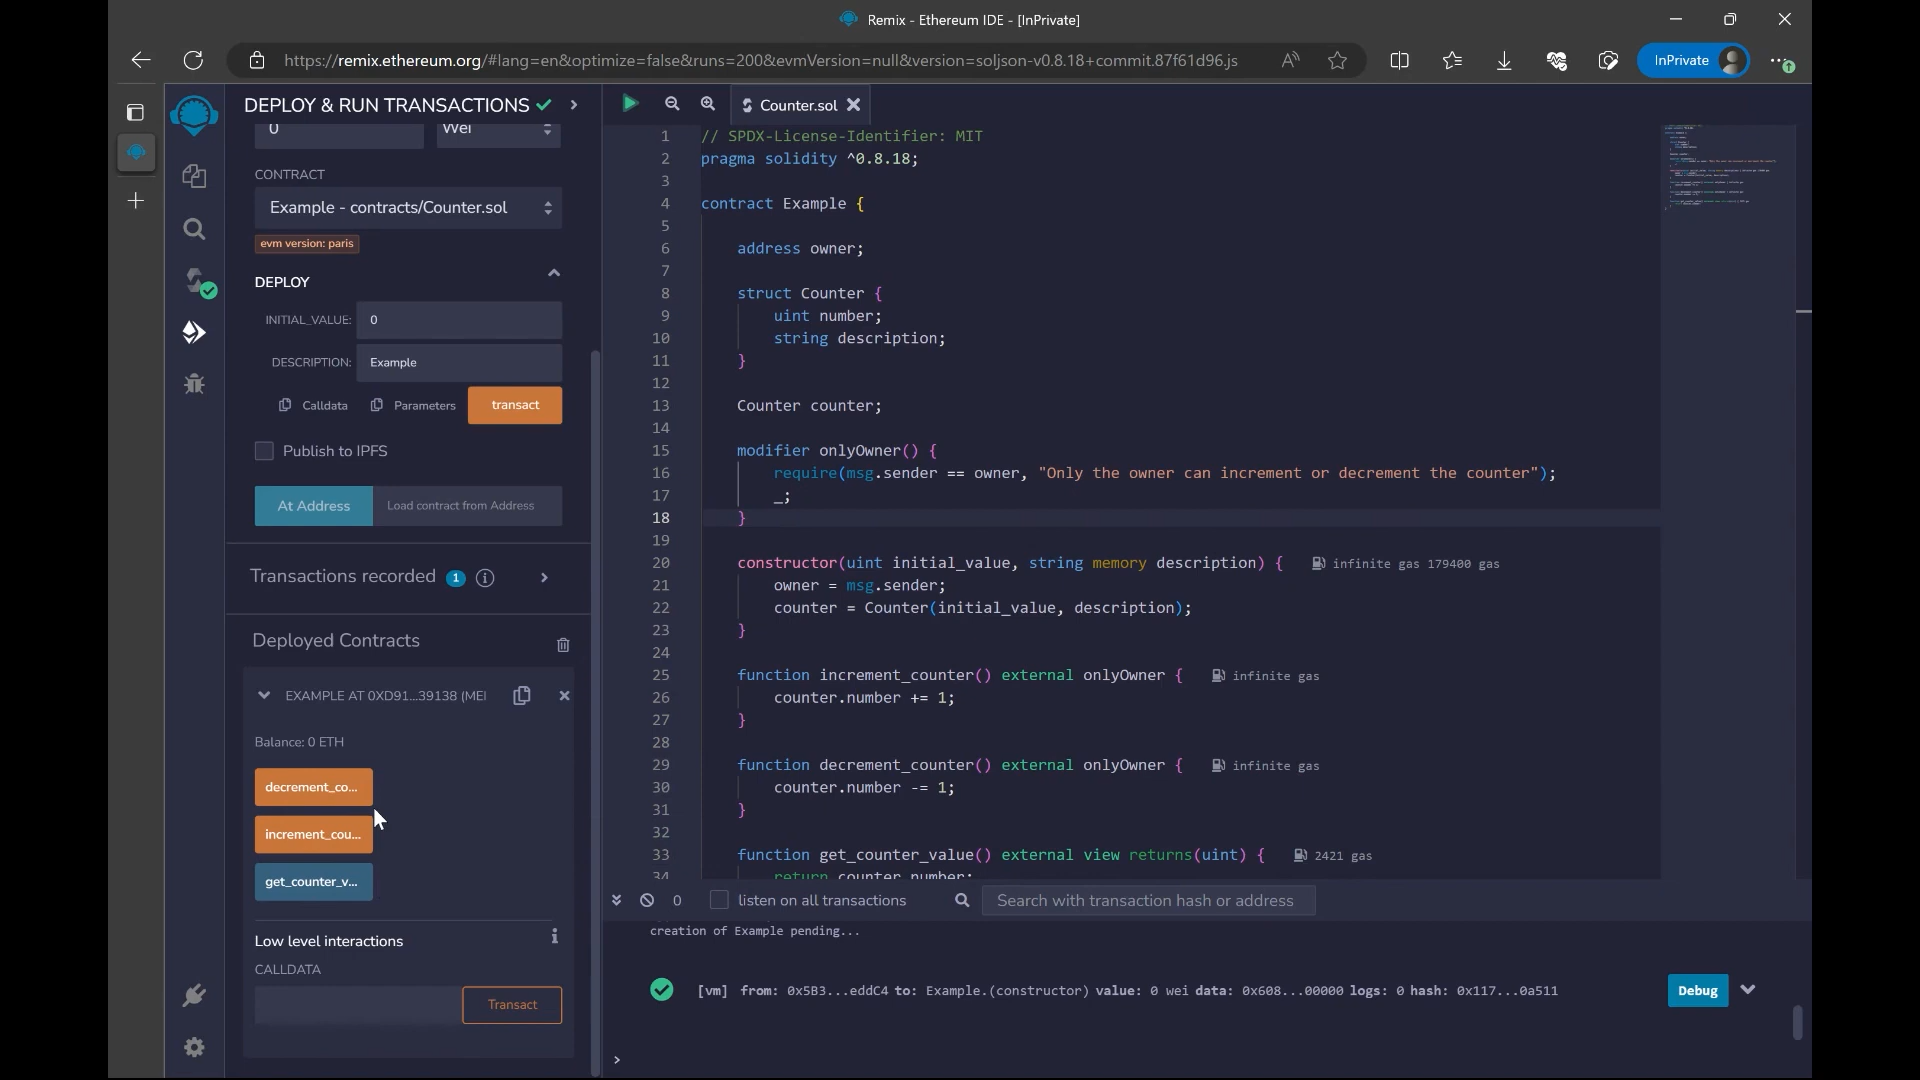 Remix - Ethereum IDE - [InPrivate]
https://remix.ethereum.org/#lang=en&optimize=false&runs=200&evmVersion=null&version=soljson-v0.8.18+commit.87f61d96.js
InPrivate
DEPLOY & RUN TRANSACTIONS
0
Wei
CONTRACT
Example - contracts/Counter.sol
evm version: paris
DEPLOY
INITIAL_VALUE:
0
DESCRIPTION:
Example
Calldata
Parameters
transact
Publish to IPFS
At Address
Load contract from Address
Transactions recorded 1 i
Deployed Contracts
EXAMPLE AT 0XD91...39138 (ME
Balance: 0 ETH
decrement_co...
increment_cou...
get_counter_v...
Low level interactions
i
CALLDATA
Transact
Counter.sol
1 // SPDX-License-Identifier: MIT
2 pragma solidity ^0.8.18;
3
4 contract Example {
5
6 address owner;
7
8 struct Counter {
9 uint number;
10 string description;
11 }
12
13 Counter counter;
14
15 modifier onlyOwner() {
16 require(msg.sender == owner, "Only the owner can increment or decrement the counter");
17 _;
18 }
19
20 constructor(uint initial_value, string memory description) { infinite gas 179400 gas
21 owner = msg.sender;
22 counter = Counter(initial_value, description);
23 }
24
25 function increment_counter() external onlyOwner { infinite gas
26 counter.number += 1;
27 }
28
29 function decrement_counter() external onlyOwner { infinite gas
30 counter.number -= 1;
31 }
32
33 function get_counter_value() external view returns(uint) { 2421 gas
34 return counter.number;
0
listen on all transactions
Search with transaction hash or address
creation of Example pending...
[vm] from: 0x5B3...eddC4 to: Example.(constructor) value: 0 wei data: 0x608...00000 logs: 0 hash: 0x117...0a511
Debug
>